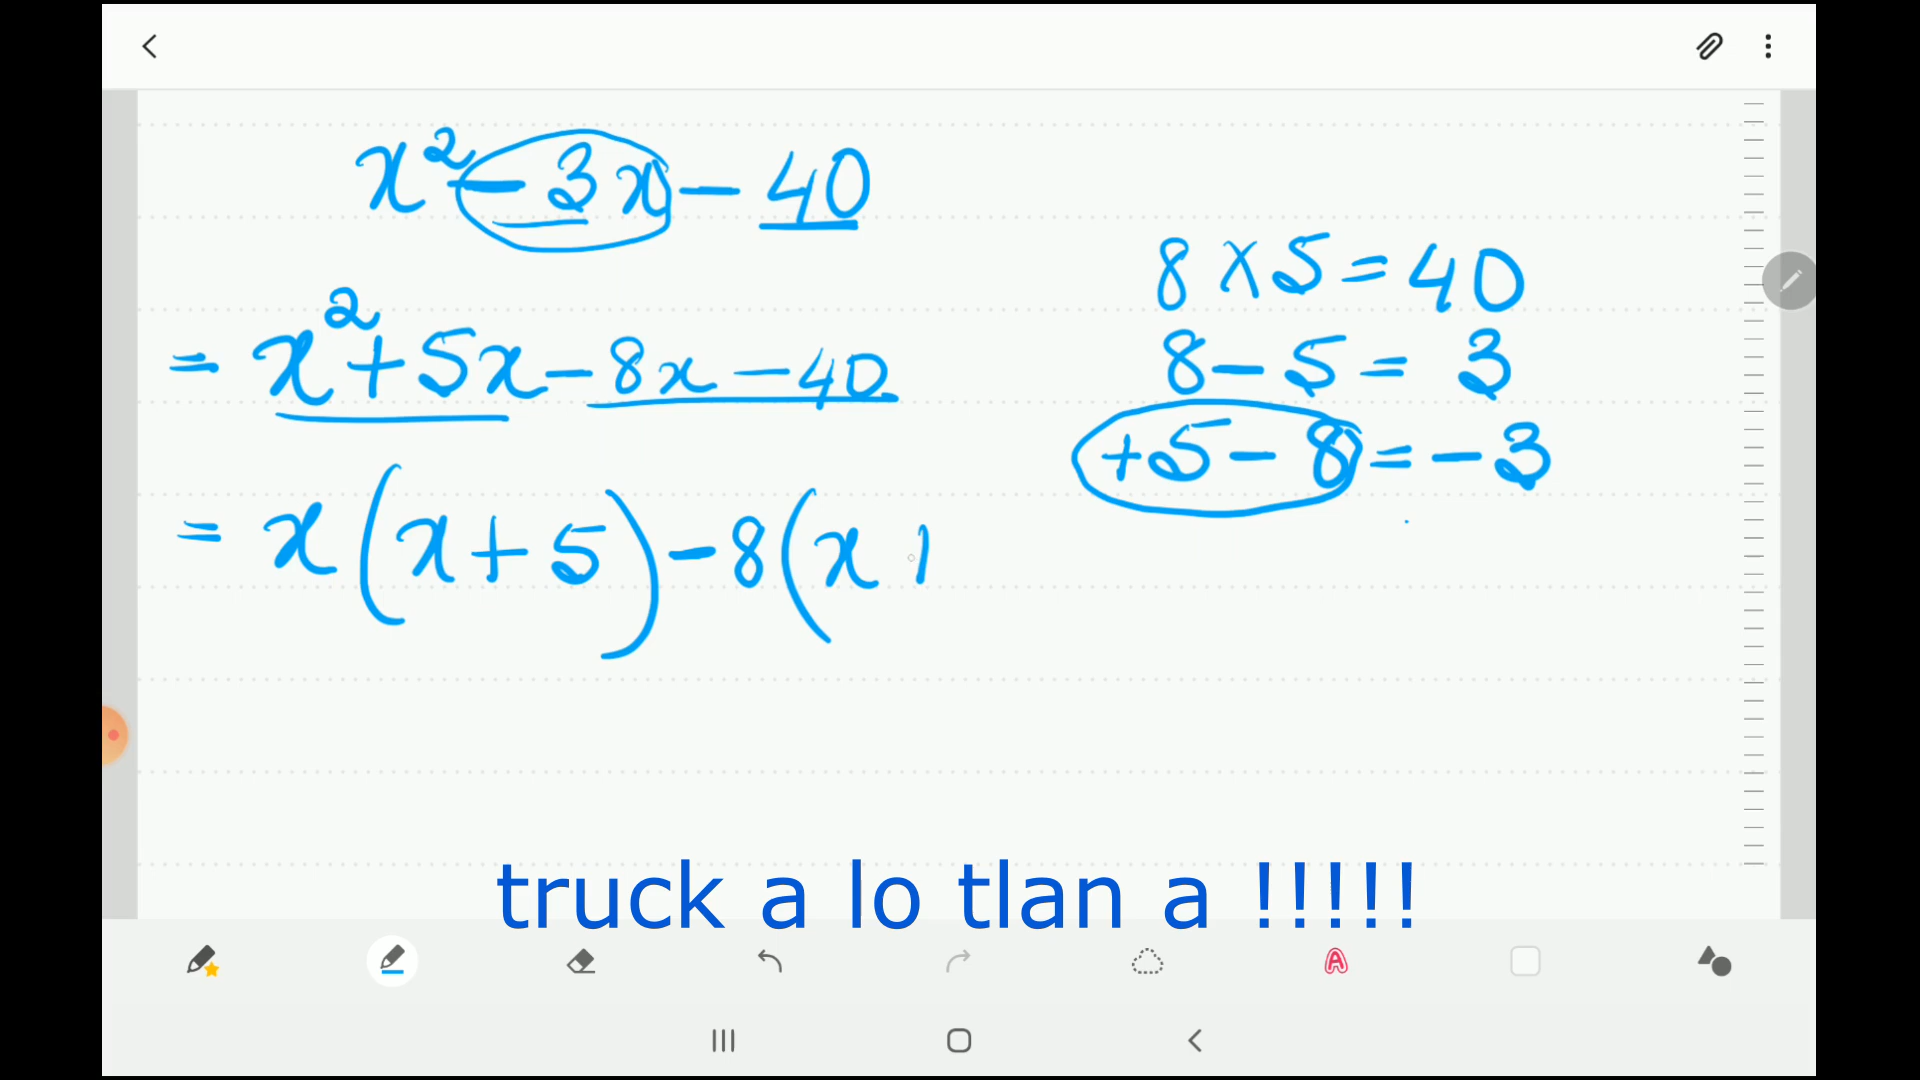 x² - 3x - 40
= x² + 5x - 8x - 40
= x(x + 5) - 8(x
8 × 5 = 40
8 - 5 = 3
+5 - 8 = -3
truck a lo tlan a !!!!!
A